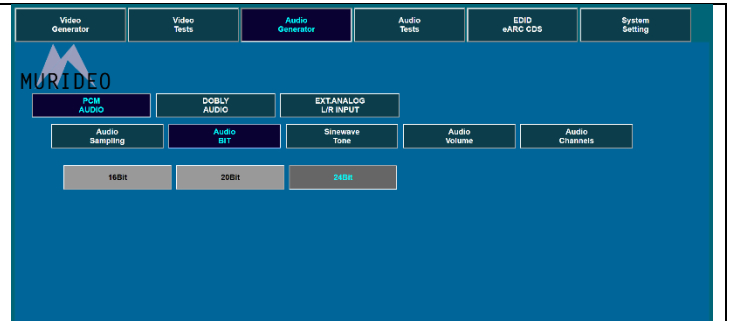 Video
Generator
Video
Tests
Audio
Generator
Audio
Tests
EDID
eARC CDS
System
Setting
MURIDEO
PCM
AUDIO
DOBLY
AUDIO
EXT.ANALOG
L/R INPUT
Audio
Sampling
Audio
BIT
Sinewave
Tone
Audio
Volume
Audio
Channels
16Bit
20Bit
24Bit